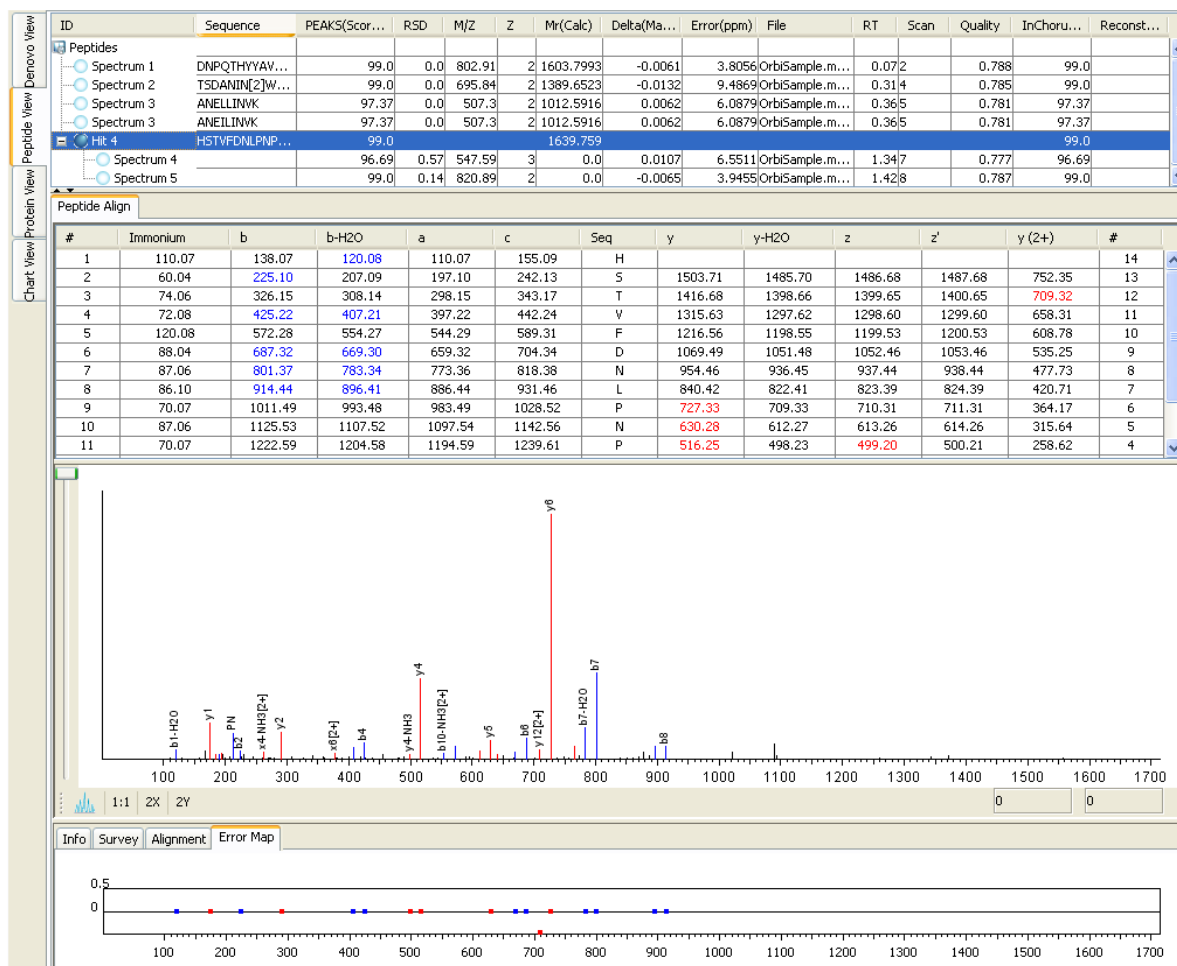 Denovo View
Peptide View
Protein View
Chart View
ID Sequence PEAKS(Scor... RSD M/Z Z Mr(Calc) Delta(Ma... Error(ppm) File RT Scan Quality InChoru... Reconst...
Peptides
Spectrum 1 DNPQTHYYAV... 99.0 0.0 802.91 2 1603.7993 -0.0061 3.8056 OrbiSample.m... 0.07 2 0.788 99.0
Spectrum 2 TSDANIN[2]W... 99.0 0.0 695.84 2 1389.6523 -0.0132 9.4869 OrbiSample.m... 0.31 4 0.785 99.0
Spectrum 3 ANELLINVK 97.37 0.0 507.3 2 1012.5916 0.0062 6.0879 OrbiSample.m... 0.36 5 0.781 97.37
Spectrum 3 ANEILINVK 97.37 0.0 507.3 2 1012.5916 0.0062 6.0879 OrbiSample.m... 0.36 5 0.781 97.37
Hit 4 HSTVFDNLPNP... 99.0 1639.759 99.0
Spectrum 4 96.69 0.57 547.59 3 0.0 0.0107 6.5511 OrbiSample.m... 1.34 7 0.777 96.69
Spectrum 5 99.0 0.14 820.89 2 0.0 -0.0065 3.9455 OrbiSample.m... 1.42 8 0.787 99.0
Peptide Align
# Immonium b b-H2O a c Seq y y-H2O z z' y (2+) #
1 110.07 138.07 120.08 110.07 155.09 H 14
2 60.04 225.10 207.09 197.10 242.13 S 1503.71 1485.70 1486.68 1487.68 752.35 13
3 74.06 326.15 308.14 298.15 343.17 T 1416.68 1398.66 1399.65 1400.65 709.32 12
4 72.08 425.22 407.21 397.22 442.24 V 1315.63 1297.62 1298.60 1299.60 658.31 11
5 120.08 572.28 554.27 544.29 589.31 F 1216.56 1198.55 1199.53 1200.53 608.78 10
6 88.04 687.32 669.30 659.32 704.34 D 1069.49 1051.48 1052.46 1053.46 535.25 9
7 87.06 801.37 783.34 773.36 818.38 N 954.46 936.45 937.44 938.44 477.73 8
8 86.10 914.44 896.41 886.44 931.46 L 840.42 822.41 823.39 824.39 420.71 7
9 70.07 1011.49 993.48 983.49 1028.52 P 727.33 709.33 710.31 711.31 364.17 6
10 87.06 1125.53 1107.52 1097.54 1142.56 N 630.28 612.27 613.26 614.26 315.64 5
11 70.07 1222.59 1204.58 1194.59 1239.61 P 516.25 498.23 499.20 500.21 258.62 4
b1-H2O y1 PN b2 x4-NH3[2+] y2 x6[2+] b4 y4-NH3 y4 b10-NH3[2+] y5 b6 y12[2+] y6 b7-H2O b7 b8
100 200 300 400 500 600 700 800 900 1000 1100 1200 1300 1400 1500 1600 1700
1:1 2X 2Y 0 0
Info Survey Alignment Error Map
0.5
0
100 200 300 400 500 600 700 800 900 1000 1100 1200 1300 1400 1500 1600 1700